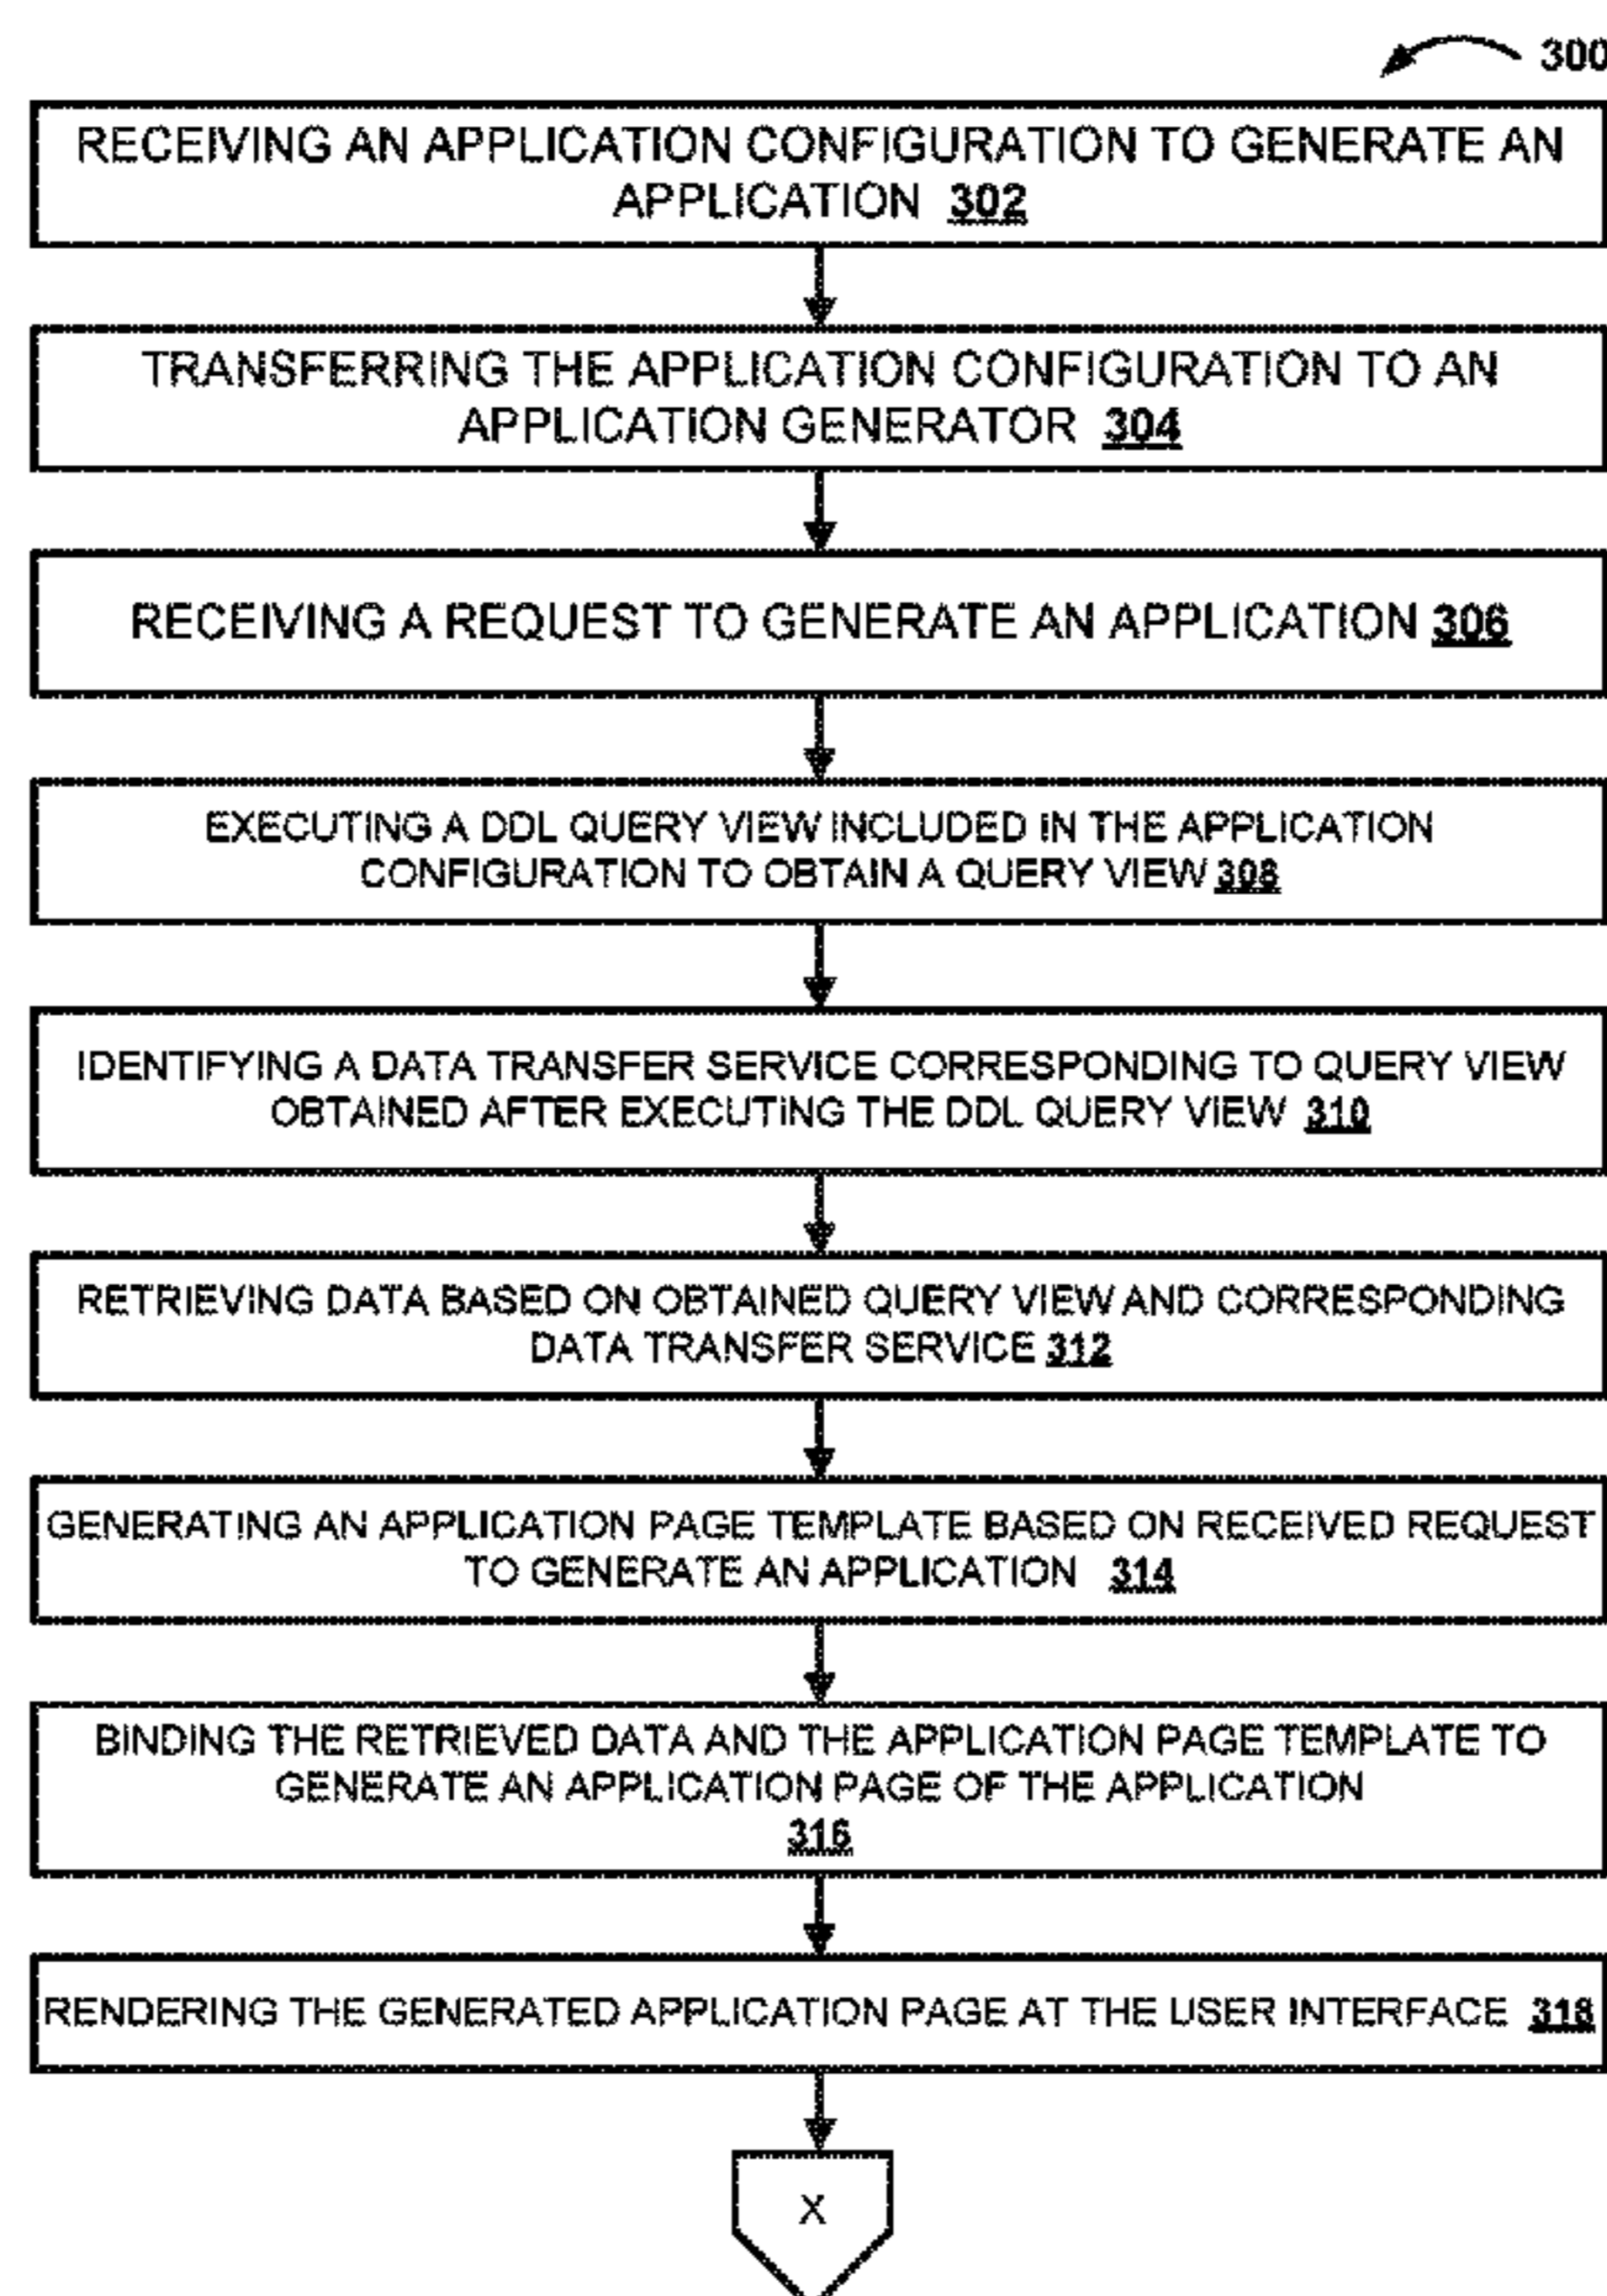 300
RECEIVING AN APPLICATION CONFIGURATION TO GENERATE AN
APPLICATION 302
TRANSFERRING THE APPLICATION CONFIGURATION TO AN
APPLICATION GENERATOR 304
RECEIVING A REQUEST TO GENERATE AN APPLICATION 306
EXECUTING A DDL QUERY VIEW INCLUDED IN THE APPLICATION
CONFIGURATION TO OBTAIN A QUERY VIEW 308
IDENTIFYING A DATA TRANSFER SERVICE CORRESPONDING TO QUERY VIEW
OBTAINED AFTER EXECUTING THE DDL QUERY VIEW 310
RETRIEVING DATA BASED ON OBTAINED QUERY VIEW AND CORRESPONDING
DATA TRANSFER SERVICE 312
GENERATING AN APPLICATION PAGE TEMPLATE BASED ON RECEIVED REQUEST
TO GENERATE AN APPLICATION 314
BINDING THE RETRIEVED DATA AND THE APPLICATION PAGE TEMPLATE TO
GENERATE AN APPLICATION PAGE OF THE APPLICATION
316
RENDERING THE GENERATED APPLICATION PAGE AT THE USER INTERFACE 318
X